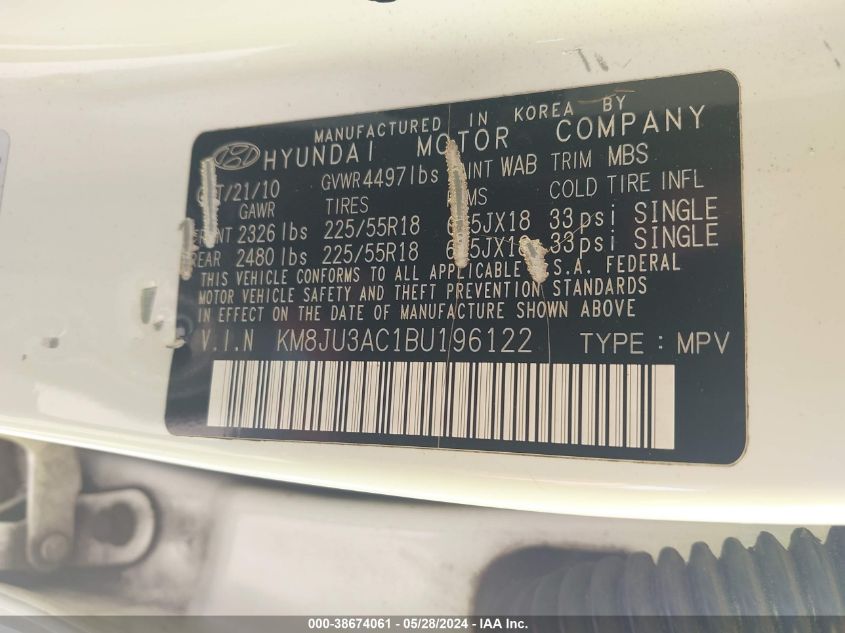 MANUFACTURED IN KOREA BY
HYUNDAI MOTOR COMPANY
/21/10 GVWR 4497lbs WAB TRIM MBS
GAWR TIRES COLD TIRE INFL
2326 lbs 225/55R18 33psi SINGLE
REAR 2480 lbs 225/55R18 33psi SINGLE
THIS VEHICLE CONFORMS TO ALL APPLICABLE .S.A. FEDERAL
MOTOR VEHICLE SAFETY AND THEFT PREVENTION STANDARDS
IN EFFECT ON THE DATE OF MANUFACTURE SHOWN ABOVE
V.I.N KM8JU3AC1BU196122 TYPE : MPV
000-38674061 - 05/28/2024 - IAA Inc.